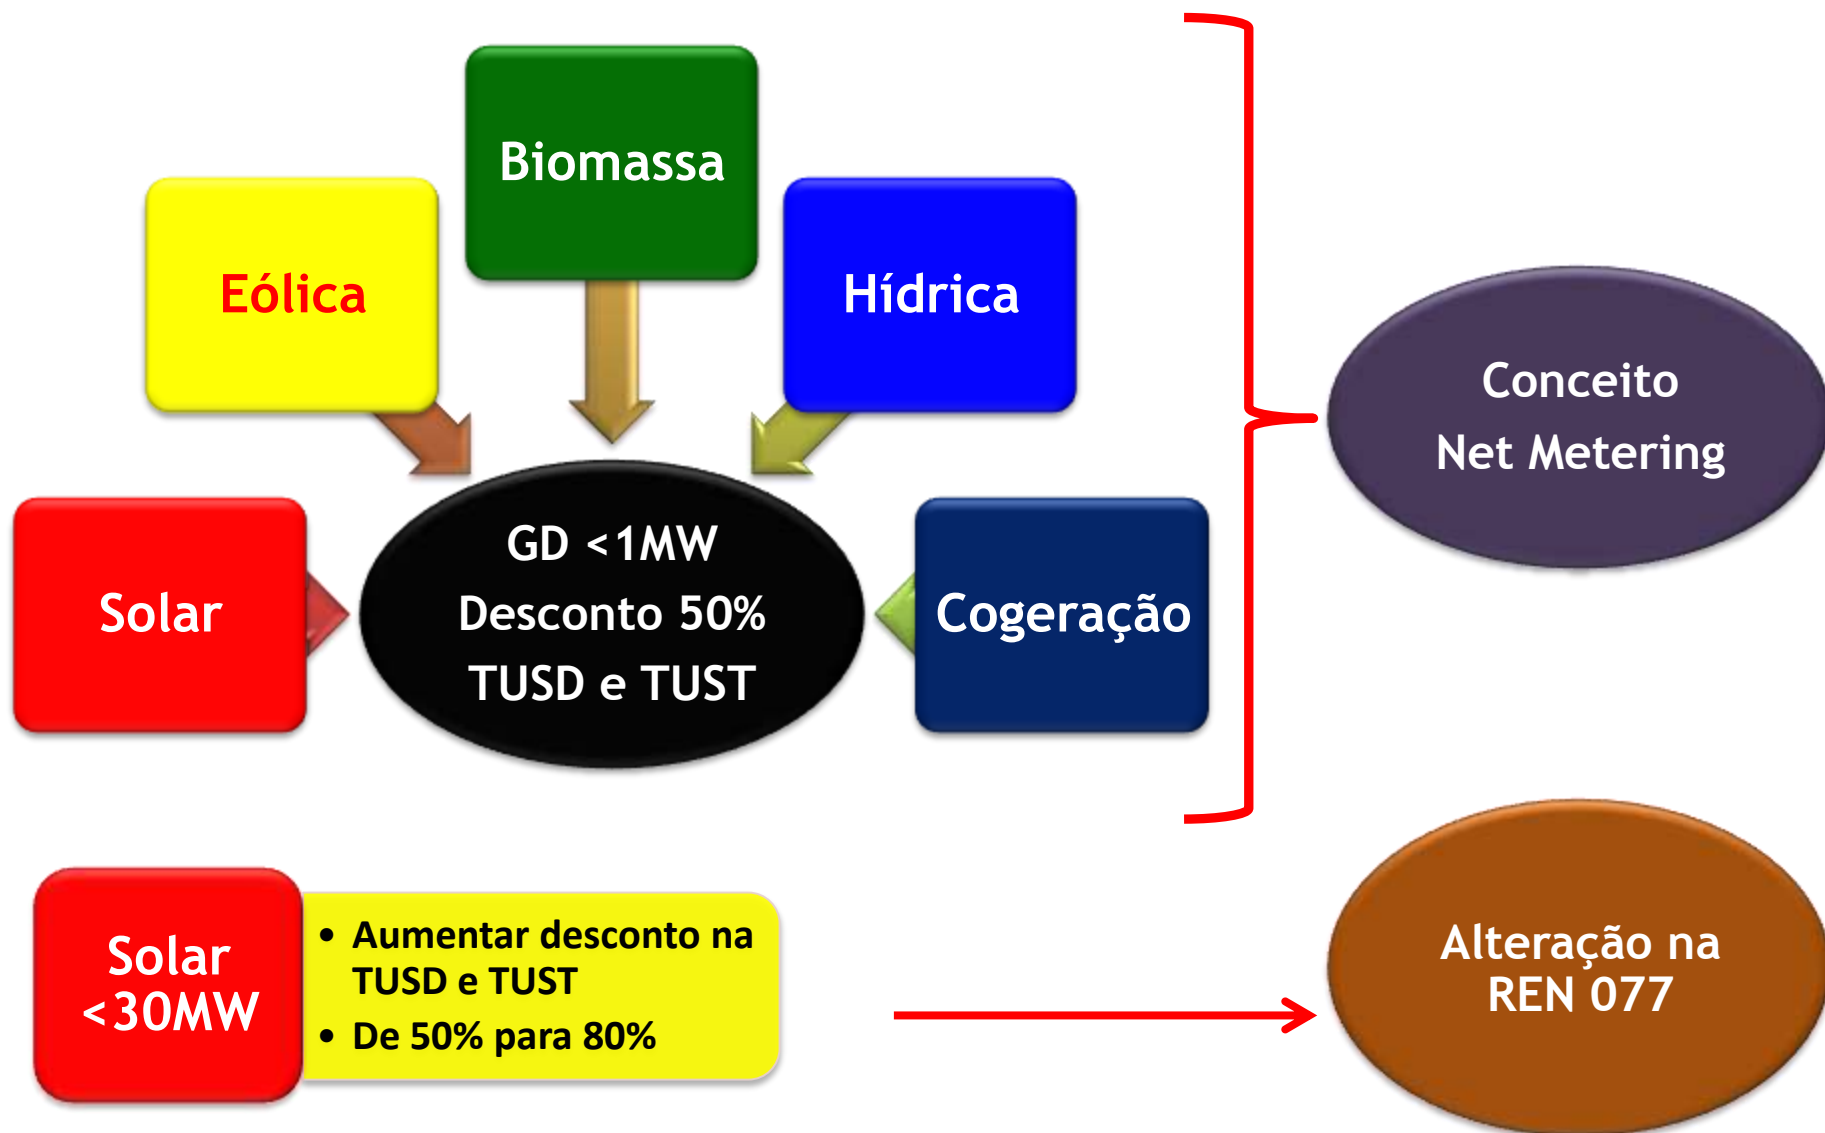 Biomassa
Eólica
Hídrica
Solar
GD <1MW
Desconto 50%
TUSD e TUST
Cogeração
Conceito
Net Metering
Solar
<30MW
• Aumentar desconto na
TUSD e TUST
• De 50% para 80%
Alteração na
REN 077